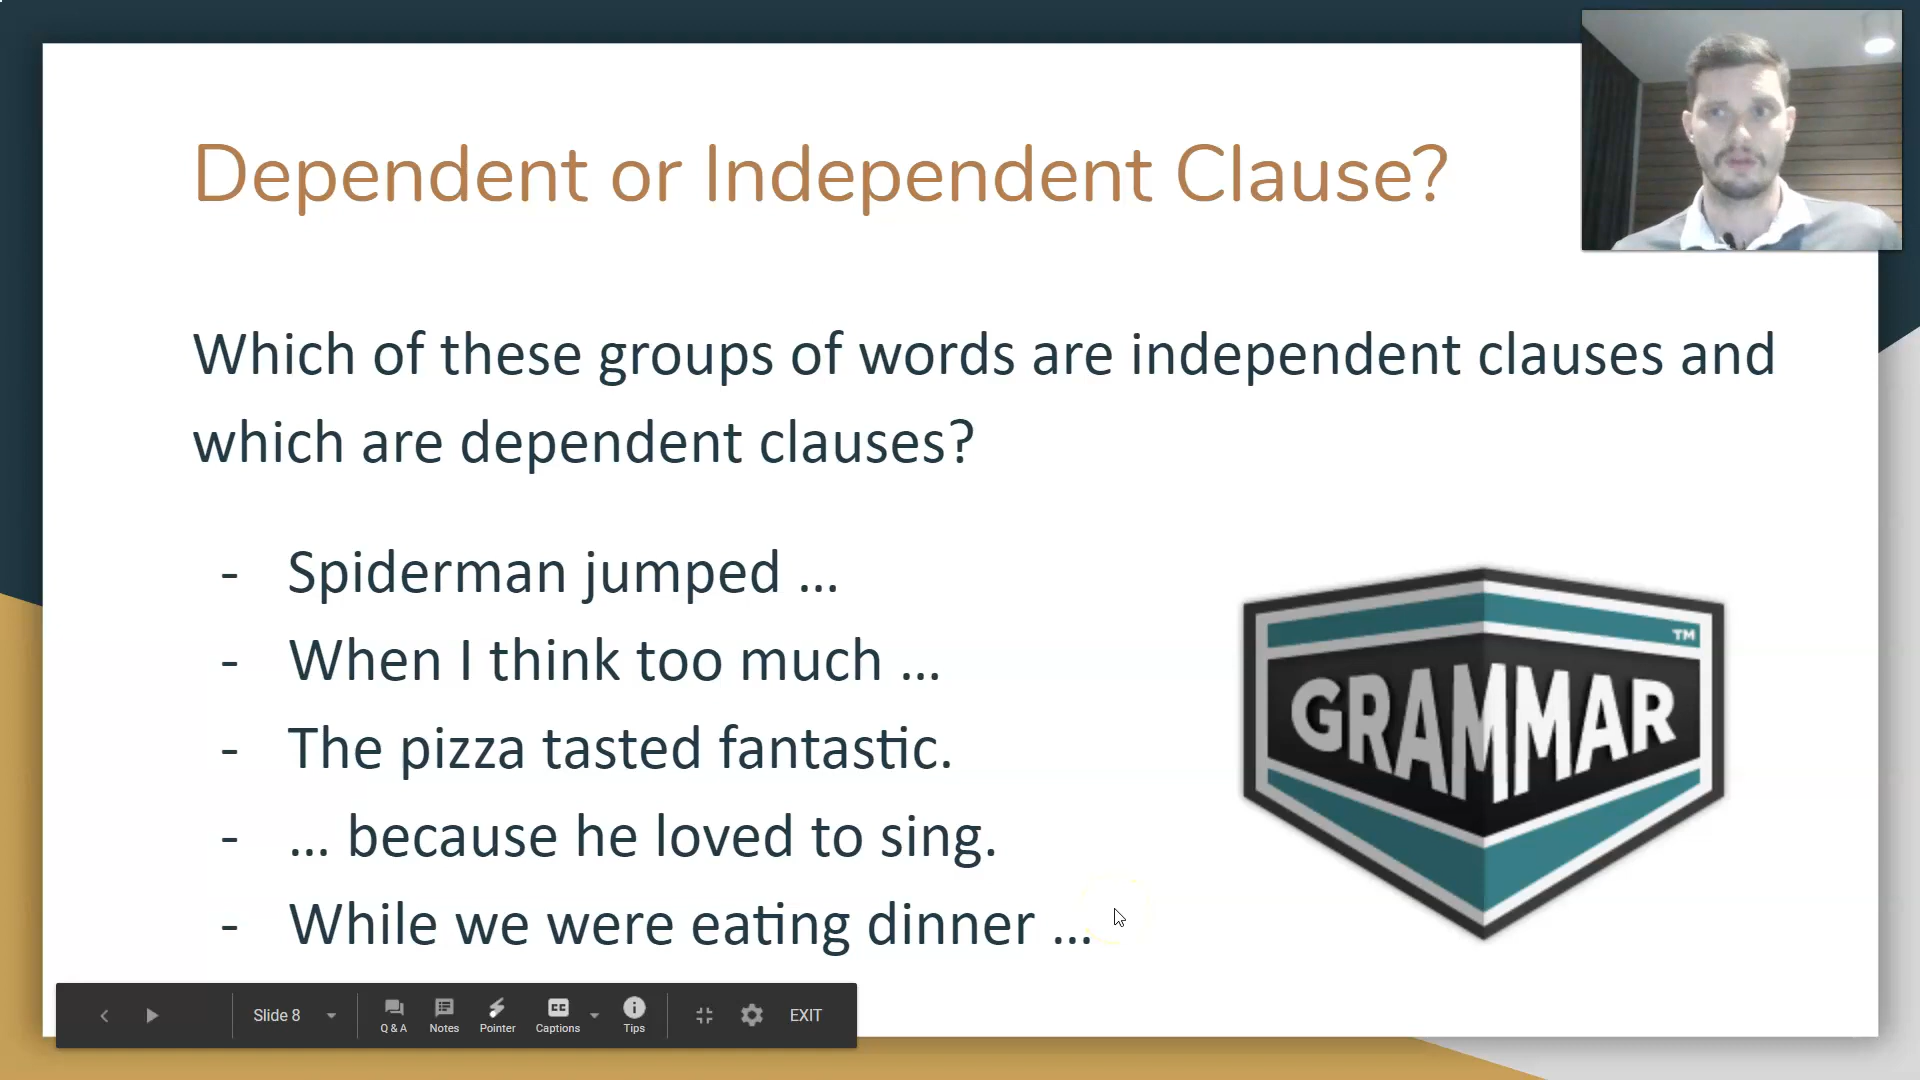 Dependent or Independent Clause?
Which of these groups of words are independent clauses and
which are dependent clauses?
- Spiderman jumped ...
- When I think too much ...
- The pizza tasted fantastic.
- ... because he loved to sing.
- While we were eating dinner ...
TM
GRAMMAR
Slide 8
Q & A
Notes
Pointer
CC
Captions
Tips
EXIT